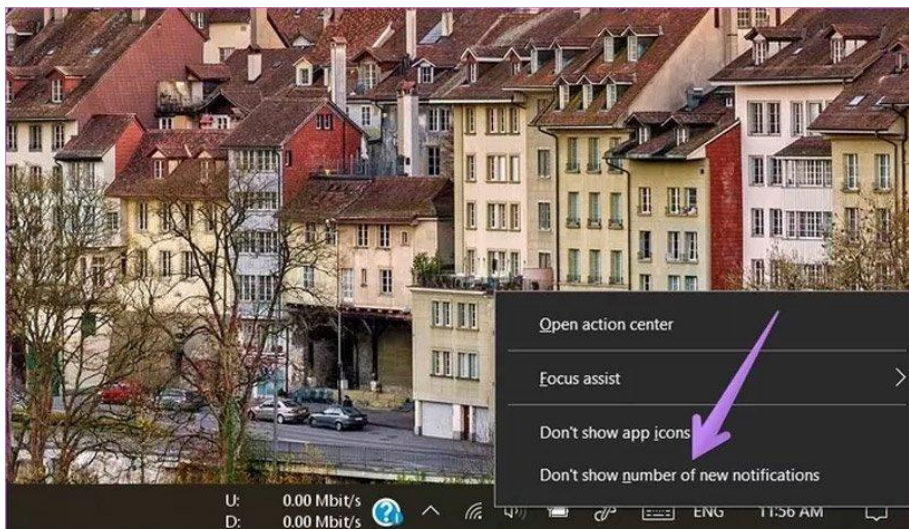 Open action center
Focus assist
Don't show app icons
Don't show number of new notifications
U: 0.00 Mbit/s
D: 0.00 Mbit/s
ENG 11:56 AM